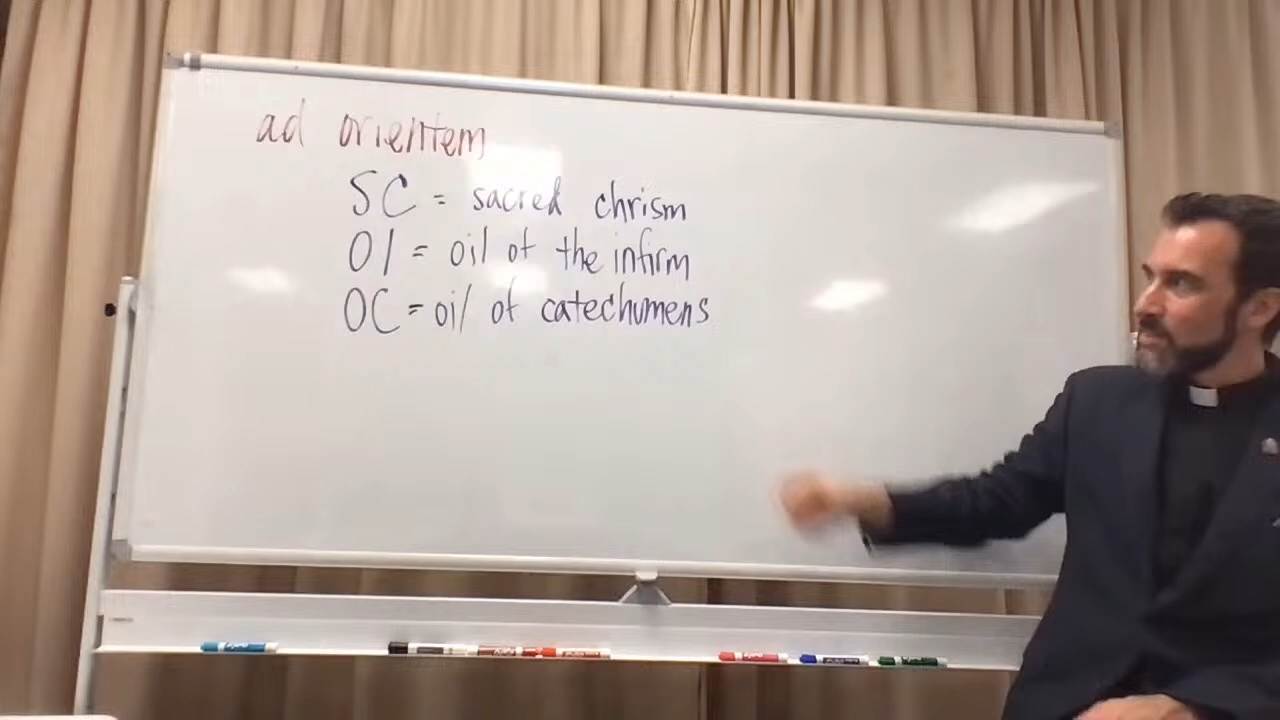 ad orientem
SC = sacred chrism
OI = oil of the infirm
OC = oil of catechumens